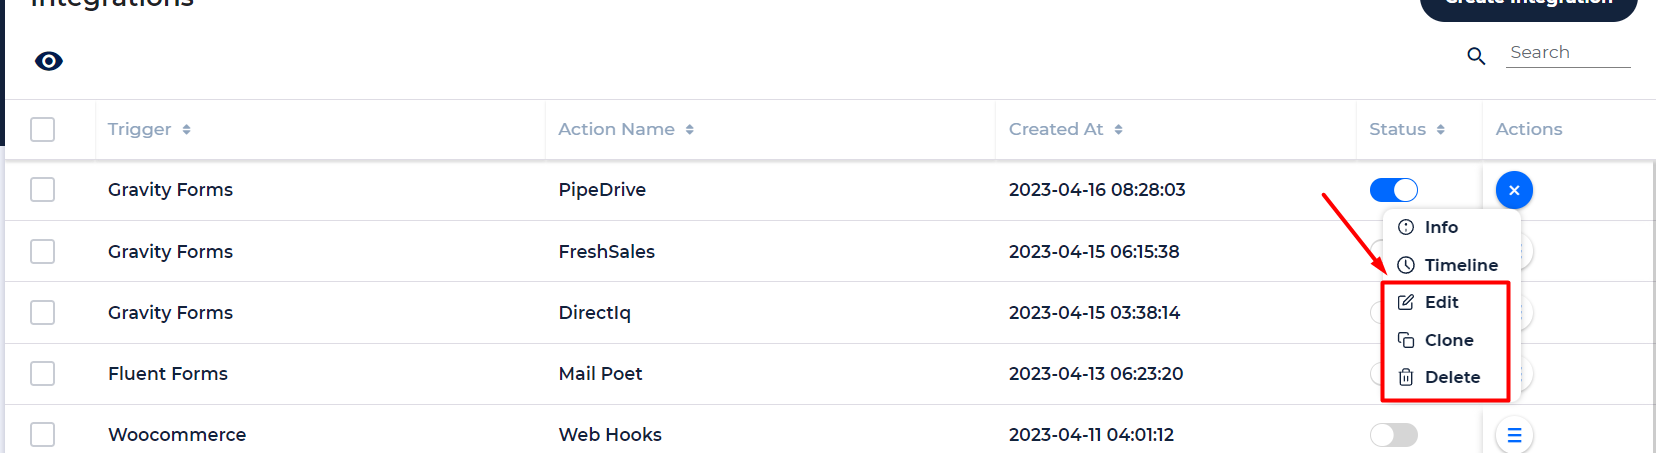 Integrations
Create Integration
Search
Trigger Action Name Created At Status Actions
Gravity Forms PipeDrive 2023-04-16 08:28:03
Info
Gravity Forms FreshSales 2023-04-15 06:15:38
Timeline
Edit
Gravity Forms DirectIq 2023-04-15 03:38:14
Clone
Fluent Forms Mail Poet 2023-04-13 06:23:20
Delete
Woocommerce Web Hooks 2023-04-11 04:01:12